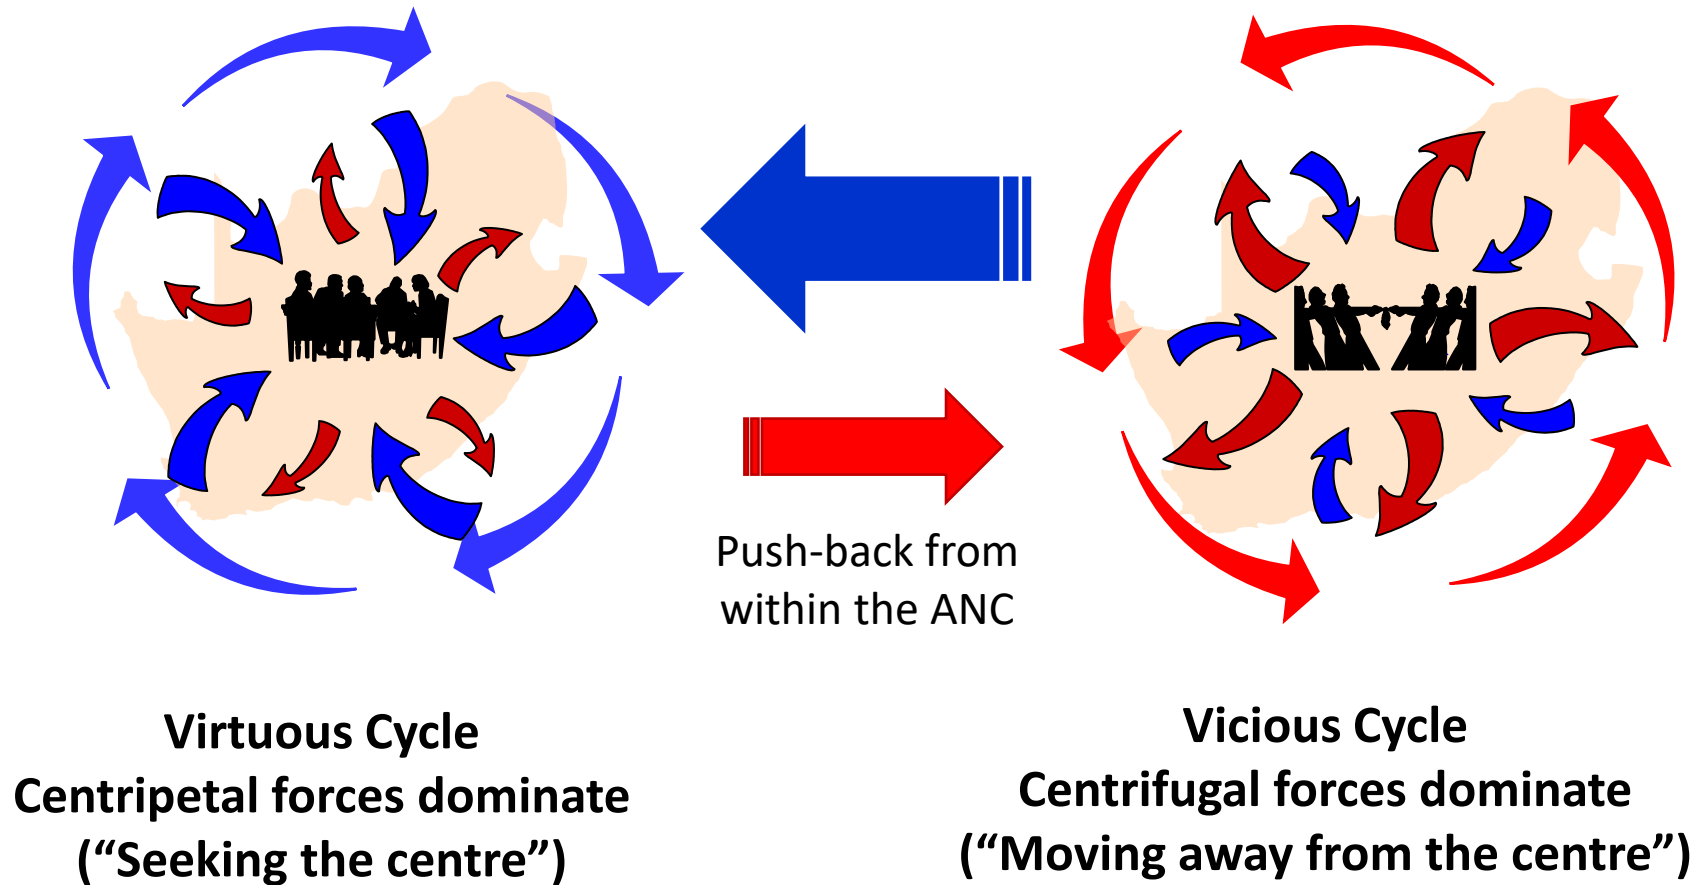 Push-back from
within the ANC
Virtuous Cycle
Centripetal forces dominate
(“Seeking the centre”)
Vicious Cycle
Centrifugal forces dominate
(“Moving away from the centre”)